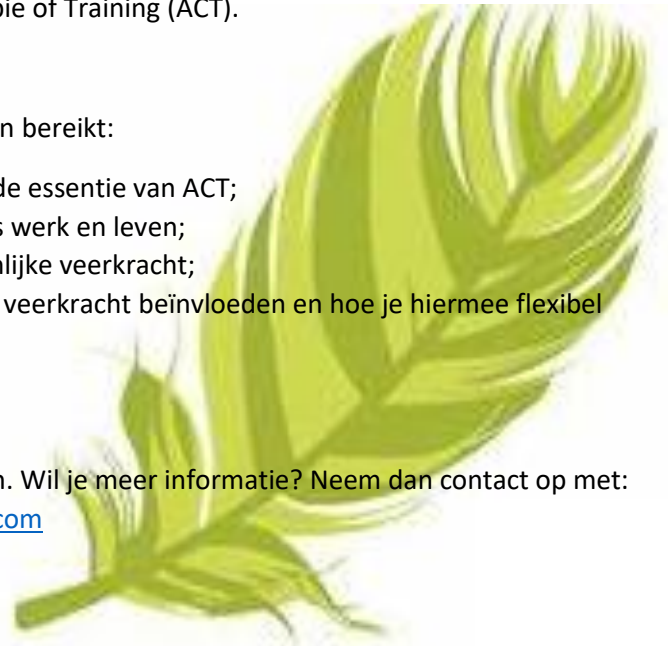 pie of Training (ACT).
n bereikt:
de essentie van ACT;
s werk en leven;
nlijke veerkracht;
veerkracht beïnvloeden en hoe je hiermee flexibel
n. Wil je meer informatie? Neem dan contact op met:
com